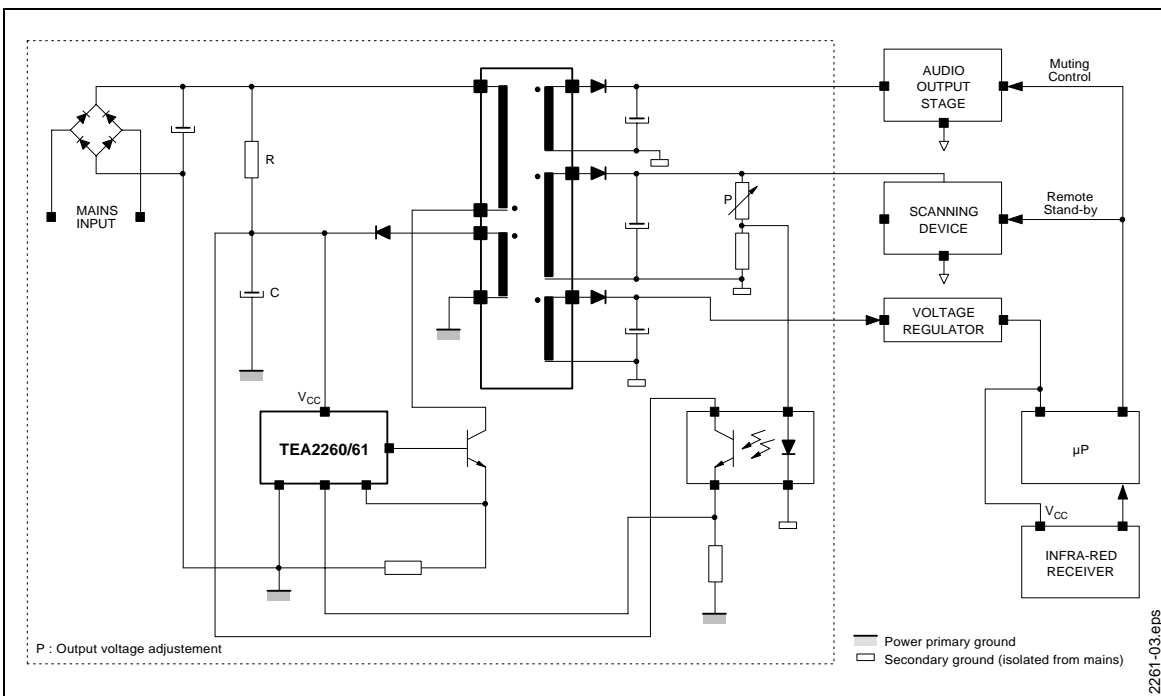 AUDIO
OUTPUT
STAGE
Muting
Control
R
MAINS
INPUT
P
SCANNING
DEVICE
Remote
Stand-by
C
VOLTAGE
REGULATOR
VCC
TEA2260/61
µP
VCC
INFRA-RED
RECEIVER
P : Output voltage adjustement
Power primary ground
Secondary ground (isolated from mains)
2261-03.eps